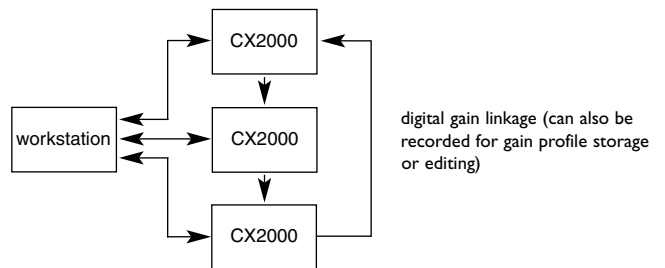 CX2000
workstation
CX2000
CX2000
digital gain linkage (can also be
recorded for gain profile storage
or editing)